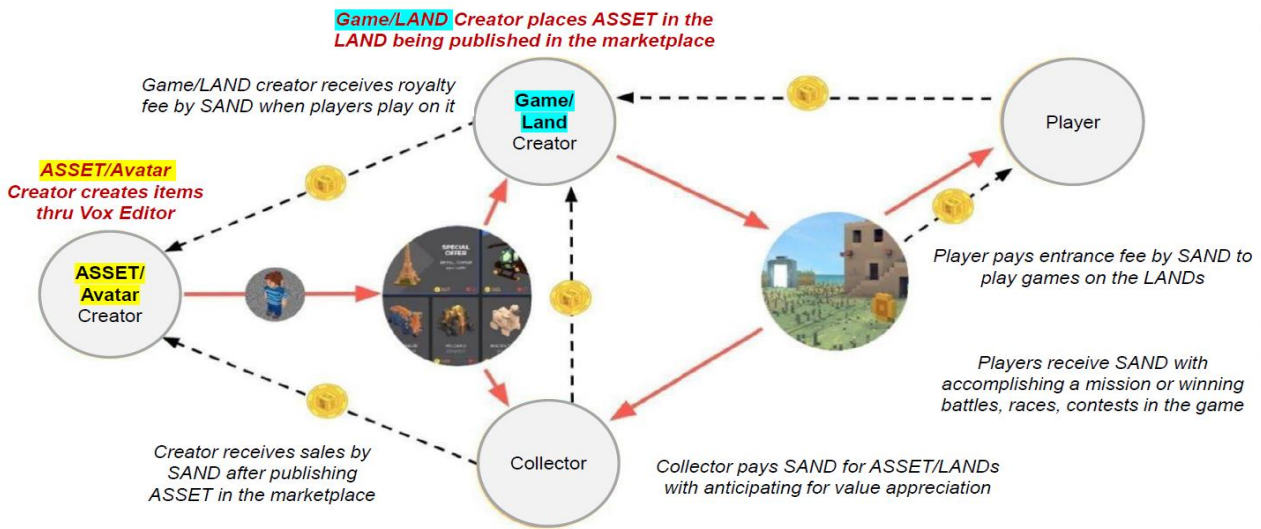 Game/LAND Creator places ASSET in the
LAND being published in the marketplace
Game/LAND creator receives royalty
fee by SAND when players play on it
Game/
Land
Creator
Player
ASSET/Avatar
Creator creates items
thru Vox Editor
ASSET/
Avatar
Creator
SPECIAL
OFFER
Player pays entrance fee by SAND to
play games on the LANDs
Players receive SAND with
accomplishing a mission or winning
battles, races, contests in the game
Creator receives sales by
SAND after publishing
ASSET in the marketplace
Collector
Collector pays SAND for ASSET/LANDs
with anticipating for value appreciation